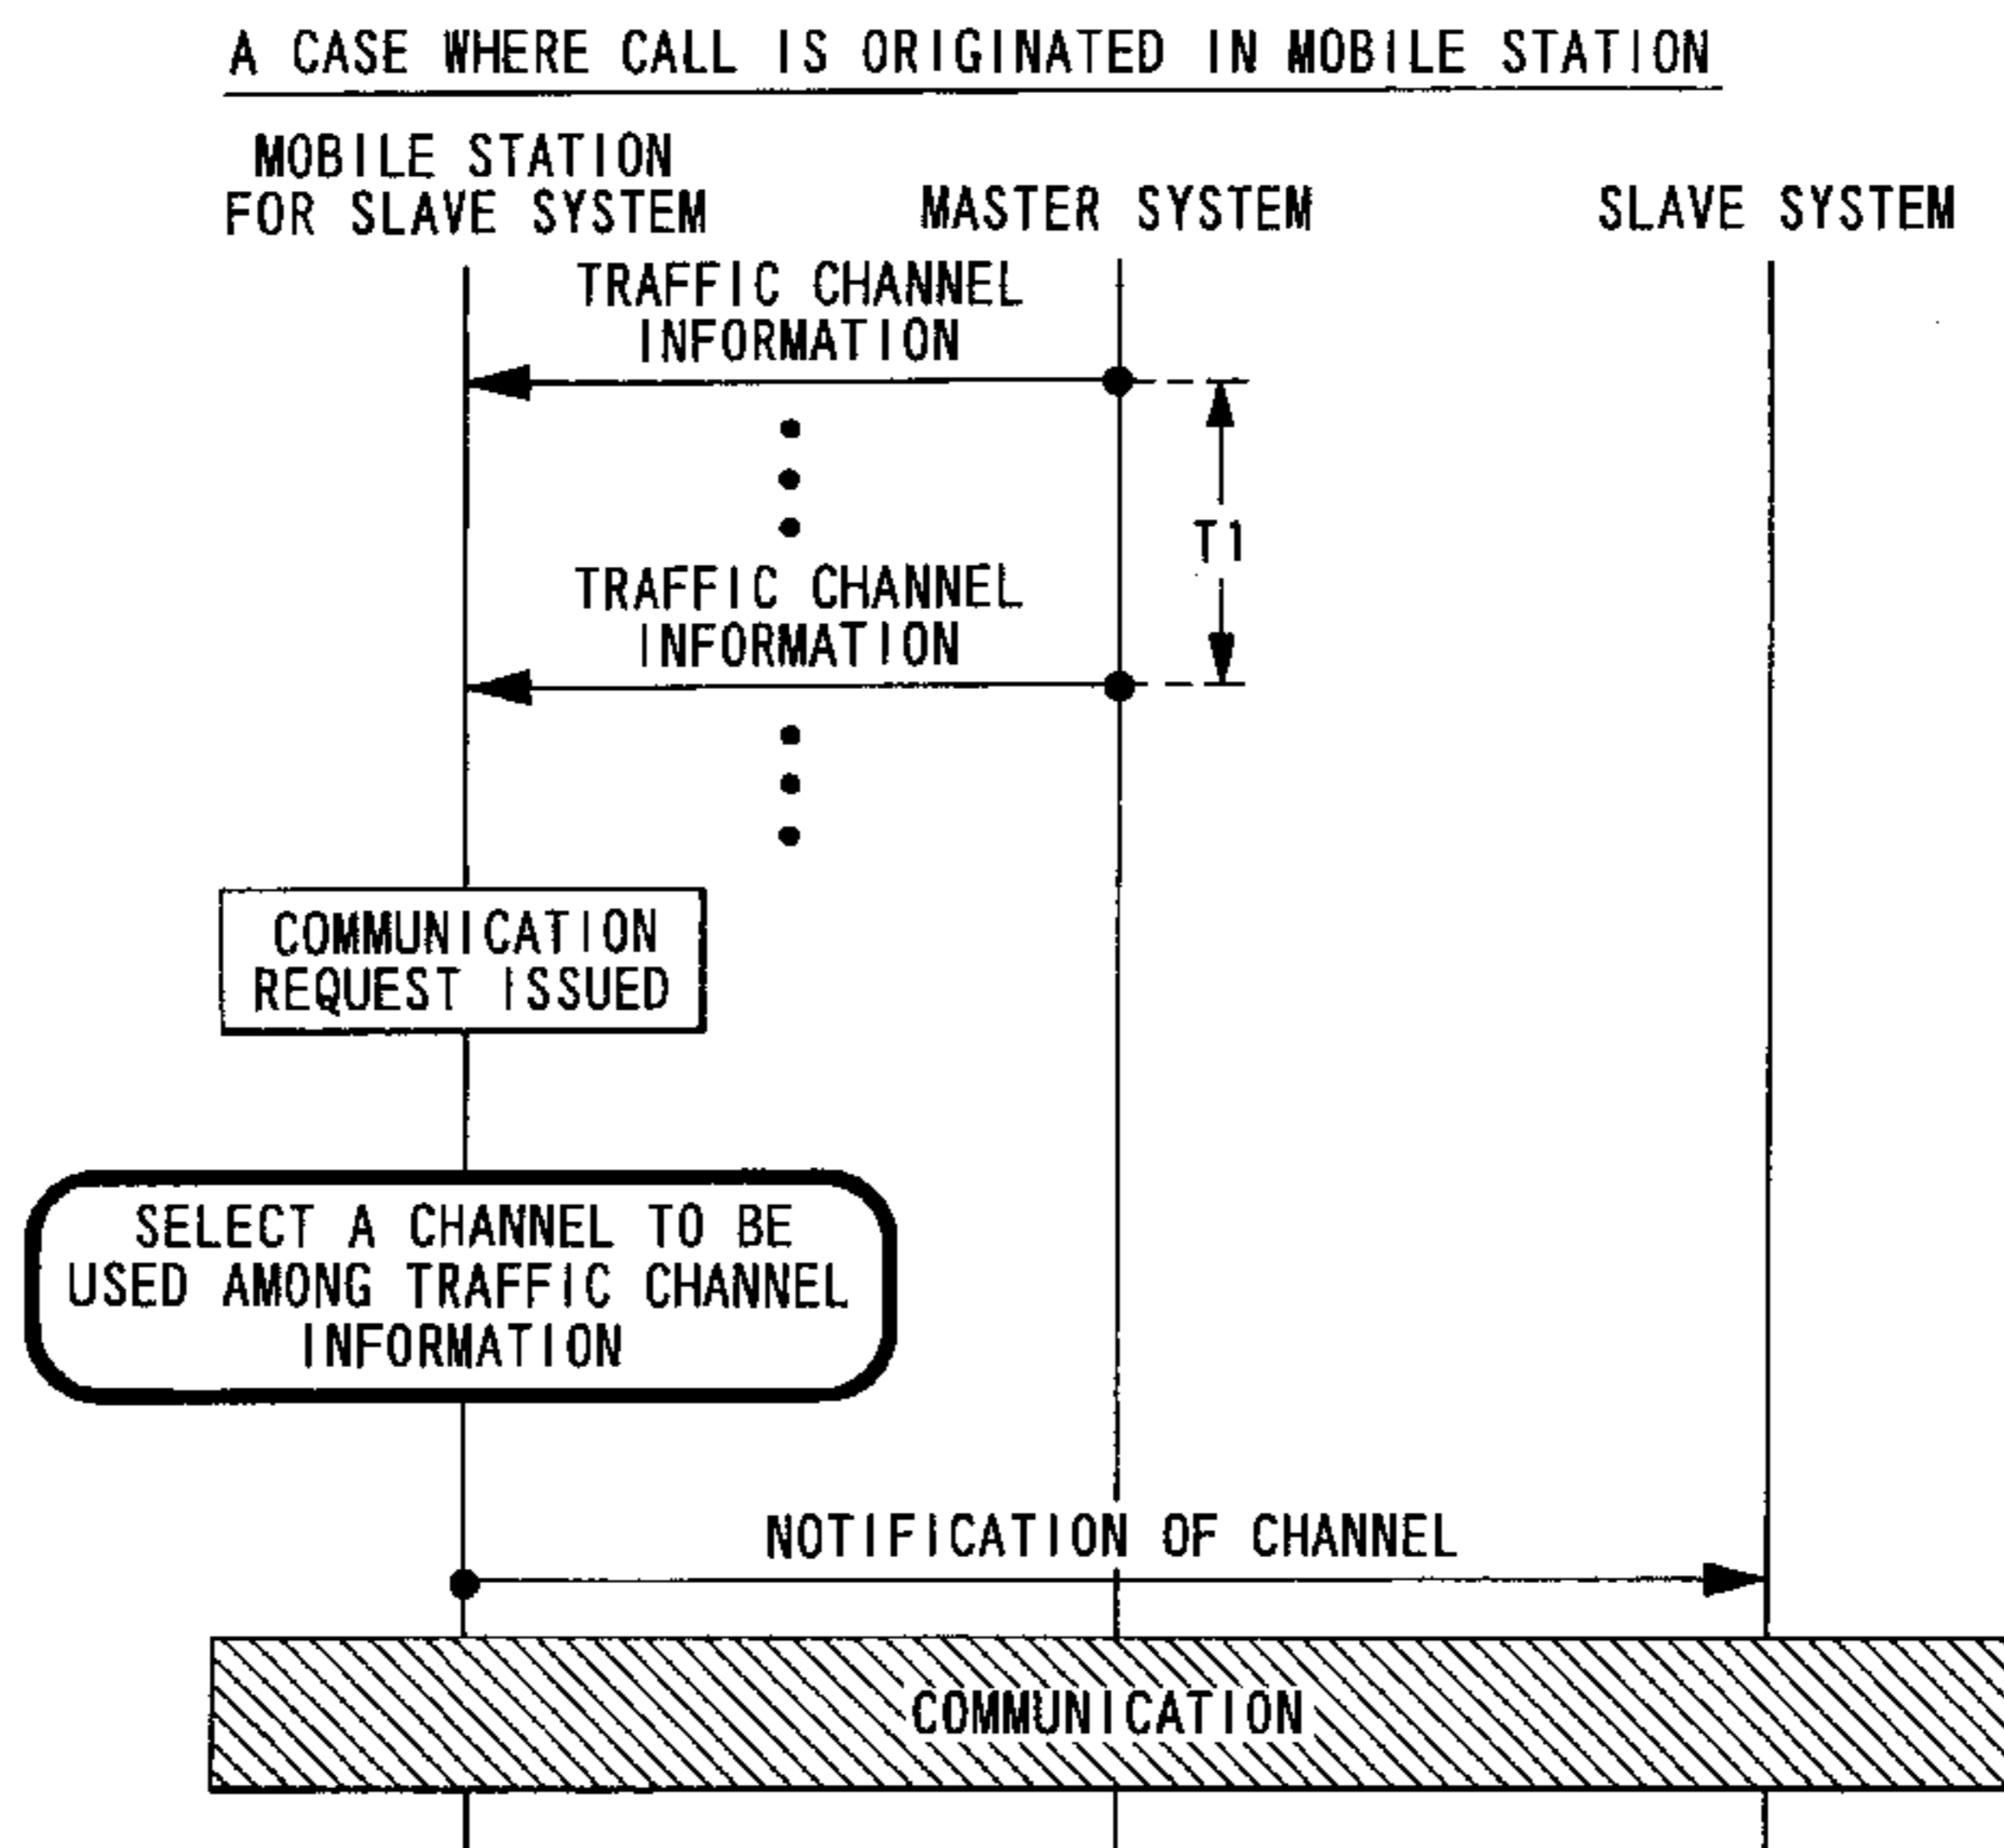 A CASE WHERE CALL IS ORIGINATED IN MOBILE STATION
MOBILE STATION
FOR SLAVE SYSTEM
MASTER SYSTEM
SLAVE SYSTEM
TRAFFIC CHANNEL
INFORMATION
T1
TRAFFIC CHANNEL
INFORMATION
COMMUNICATION
REQUEST ISSUED
SELECT A CHANNEL TO BE
USED AMONG TRAFFIC CHANNEL
INFORMATION
NOTIFICATION OF CHANNEL
COMMUNICATION